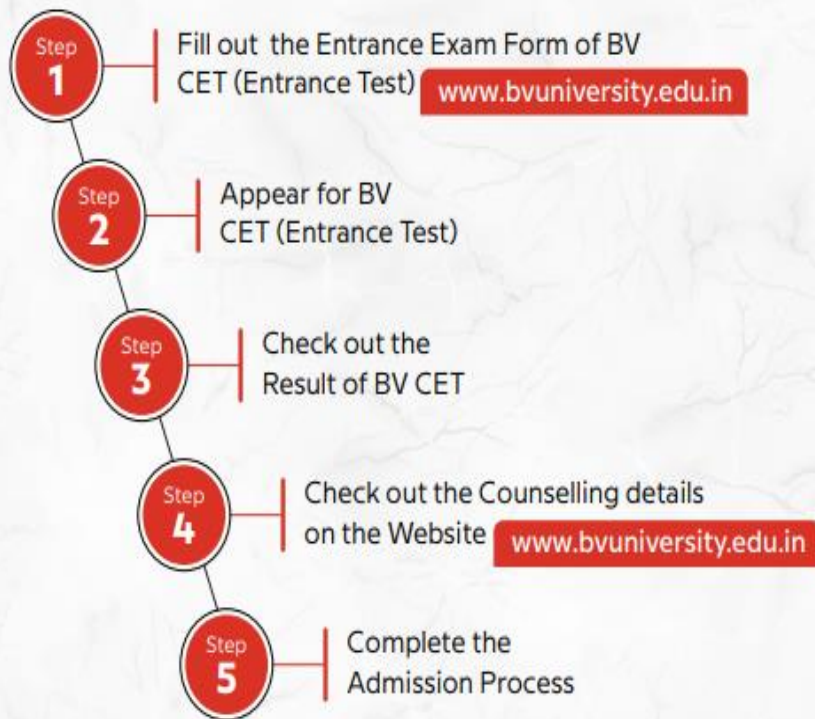 Step
1
Fill out the Entrance Exam Form of BV
CET (Entrance Test) www.bvuniversity.edu.in
Step
2
Appear for BV
CET (Entrance Test)
Step
3
Check out the
Result of BV CET
Step
4
Check out the Counselling details
on the Website www.bvuniversity.edu.in
Step
5
Complete the
Admission Process